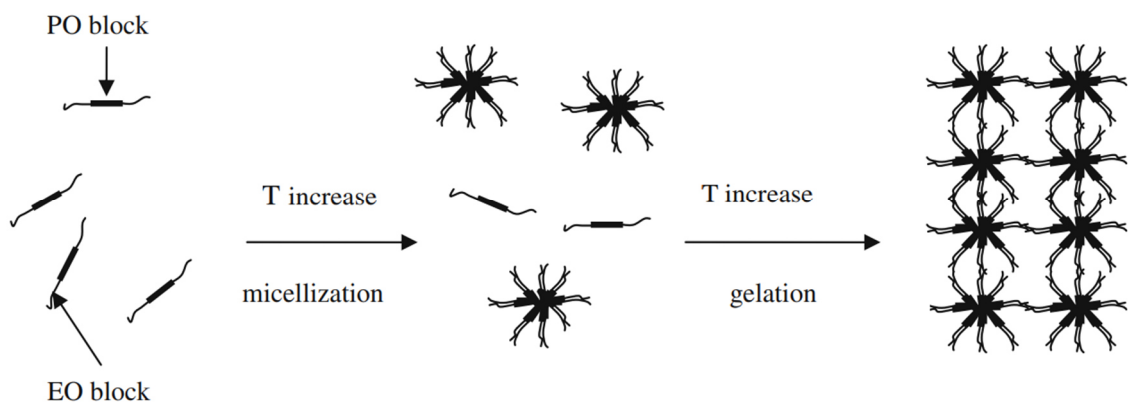 PO block
T increase
micellization
T increase
gelation
EO block